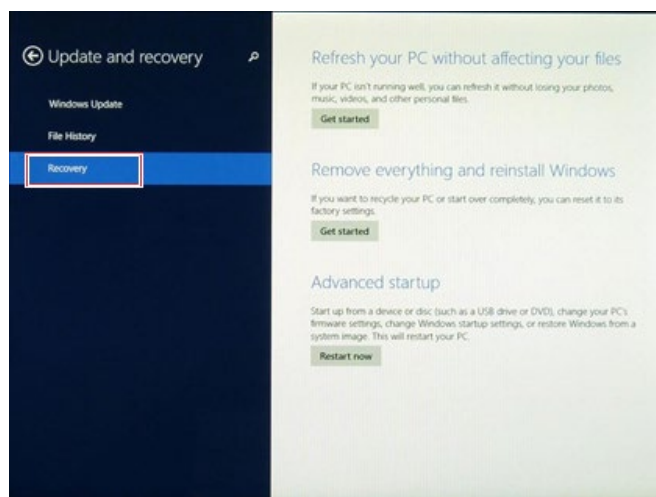 Update and recovery
Windows Update
File History
Recovery
Refresh your PC without affecting your files
If your PC isn't running well, you can refresh it without losing your photos,
music, videos, and other personal files.
Get started
Remove everything and reinstall Windows
If you want to recycle your PC or start over completely, you can reset it to its
factory settings.
Get started
Advanced startup
Start up from a device or disc (such as a USB drive or DVD), change your PC's
firmware settings, change Windows startup settings, or restore Windows from a
system image. This will restart your PC.
Restart now